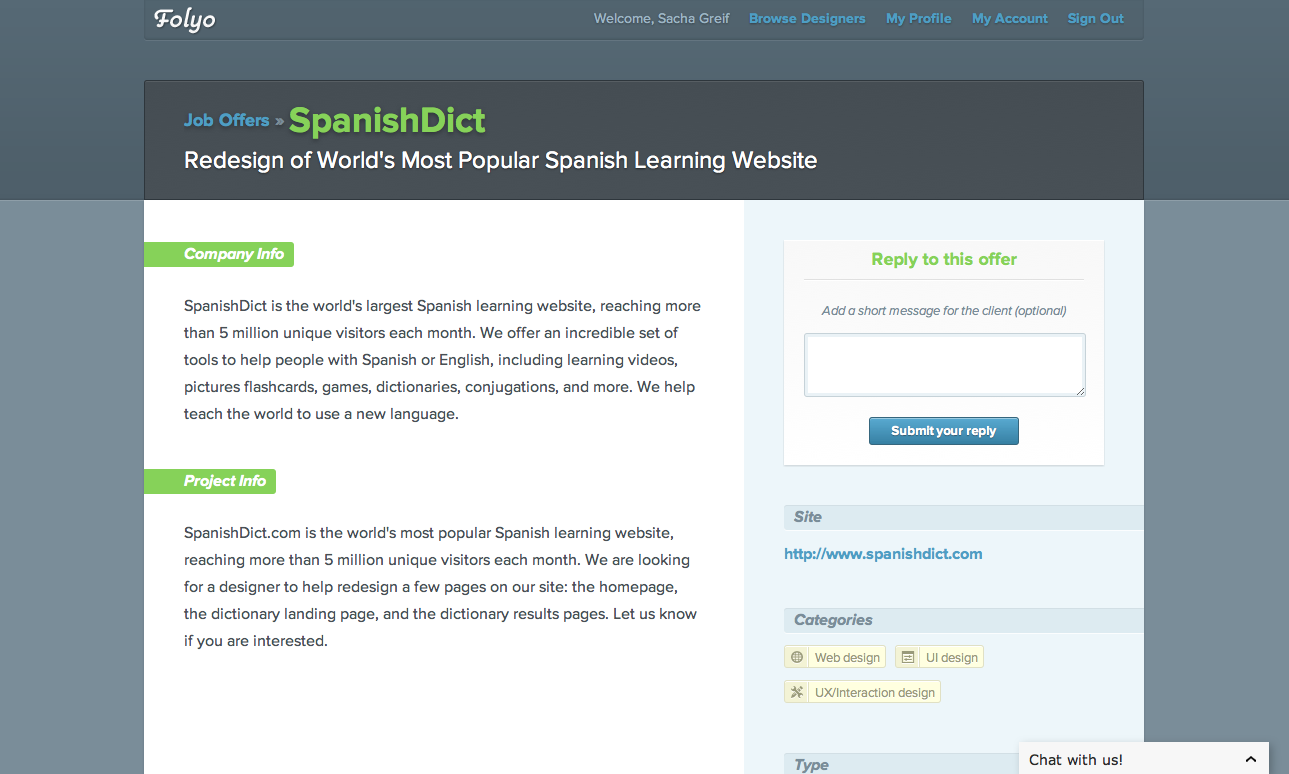 Folyo
Welcome, Sacha Greif Browse Designers My Profile My Account Sign Out
Job Offers » SpanishDict
Redesign of World's Most Popular Spanish Learning Website
Company Info
SpanishDict is the world's largest Spanish learning website, reaching more
than 5 million unique visitors each month. We offer an incredible set of
tools to help people with Spanish or English, including learning videos,
pictures flashcards, games, dictionaries, conjugations, and more. We help
teach the world to use a new language.
Project Info
SpanishDict.com is the world's most popular Spanish learning website,
reaching more than 5 million unique visitors each month. We are looking
for a designer to help redesign a few pages on our site: the homepage,
the dictionary landing page, and the dictionary results pages. Let us know
if you are interested.
Reply to this offer
Add a short message for the client (optional)
Submit your reply
Site
http://www.spanishdict.com
Categories
Web design UI design
UX/Interaction design
Type
Chat with us!